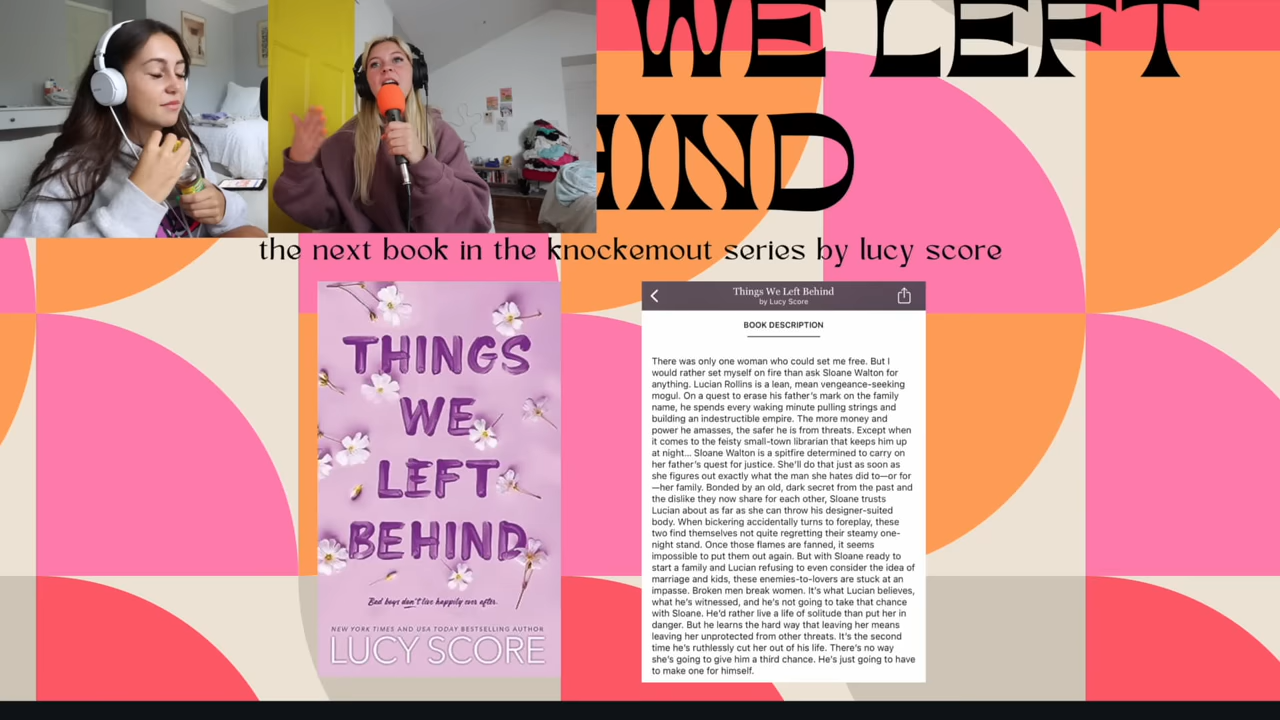 WE LEFT
IND
the next book in the knockemout series by lucy score
THINGS
WE
LEFT
BEHIND
Bad boys don't live happily ever after.
NEW YORK TIMES AND USA TODAY BESTSELLING AUTHOR
LUCY SCORE
Things We Left Behind
by Lucy Score
BOOK DESCRIPTION
There was only one woman who could set me free. But I
would rather set myself on fire than ask Sloane Walton for
anything. Lucian Rollins is a lean, mean vengeance-seeking
mogul. On a quest to erase his father's mark on the family
name, he spends every waking minute pulling strings and
building an indestructible empire. The more money and
power he amasses, the safer he is from threats. Except when
it comes to the feisty small-town librarian that keeps him up
at night... Sloane Walton is a spitfire determined to carry on
her father's quest for justice. She'll do that just as soon as
she figures out exactly what the man she hates did to—or for
—her family. Bonded by an old, dark secret from the past and
the dislike they now share for each other, Sloane trusts
Lucian about as far as she can throw his designer-suited
body. When bickering accidentally turns to foreplay, these
two find themselves not quite regretting their steamy one-
night stand. Once those flames are fanned, it seems
impossible to put them out again. But with Sloane ready to
start a family and Lucian refusing to even consider the idea of
marriage and kids, these enemies-to-lovers are stuck at an
impasse. Broken men break women. It's what Lucian believes,
what he's witnessed, and he's not going to take that chance
with Sloane. He'd rather live a life of solitude than put her in
danger. But he learns the hard way that leaving her means
leaving her unprotected from other threats. It's the second
time he's ruthlessly cut her out of his life. There's no way
she's going to give him a third chance. He's just going to have
to make one for himself.